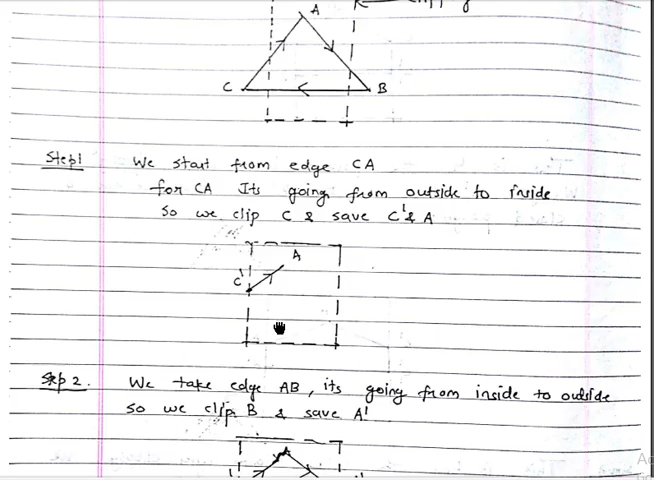 A
C
B
Step1
We start from edge CA
for CA Its going from outside to inside
So we clip C & save C' & A
A
C'
Step 2.
We take edge AB, its going from inside to outside
So we clip B & save A'